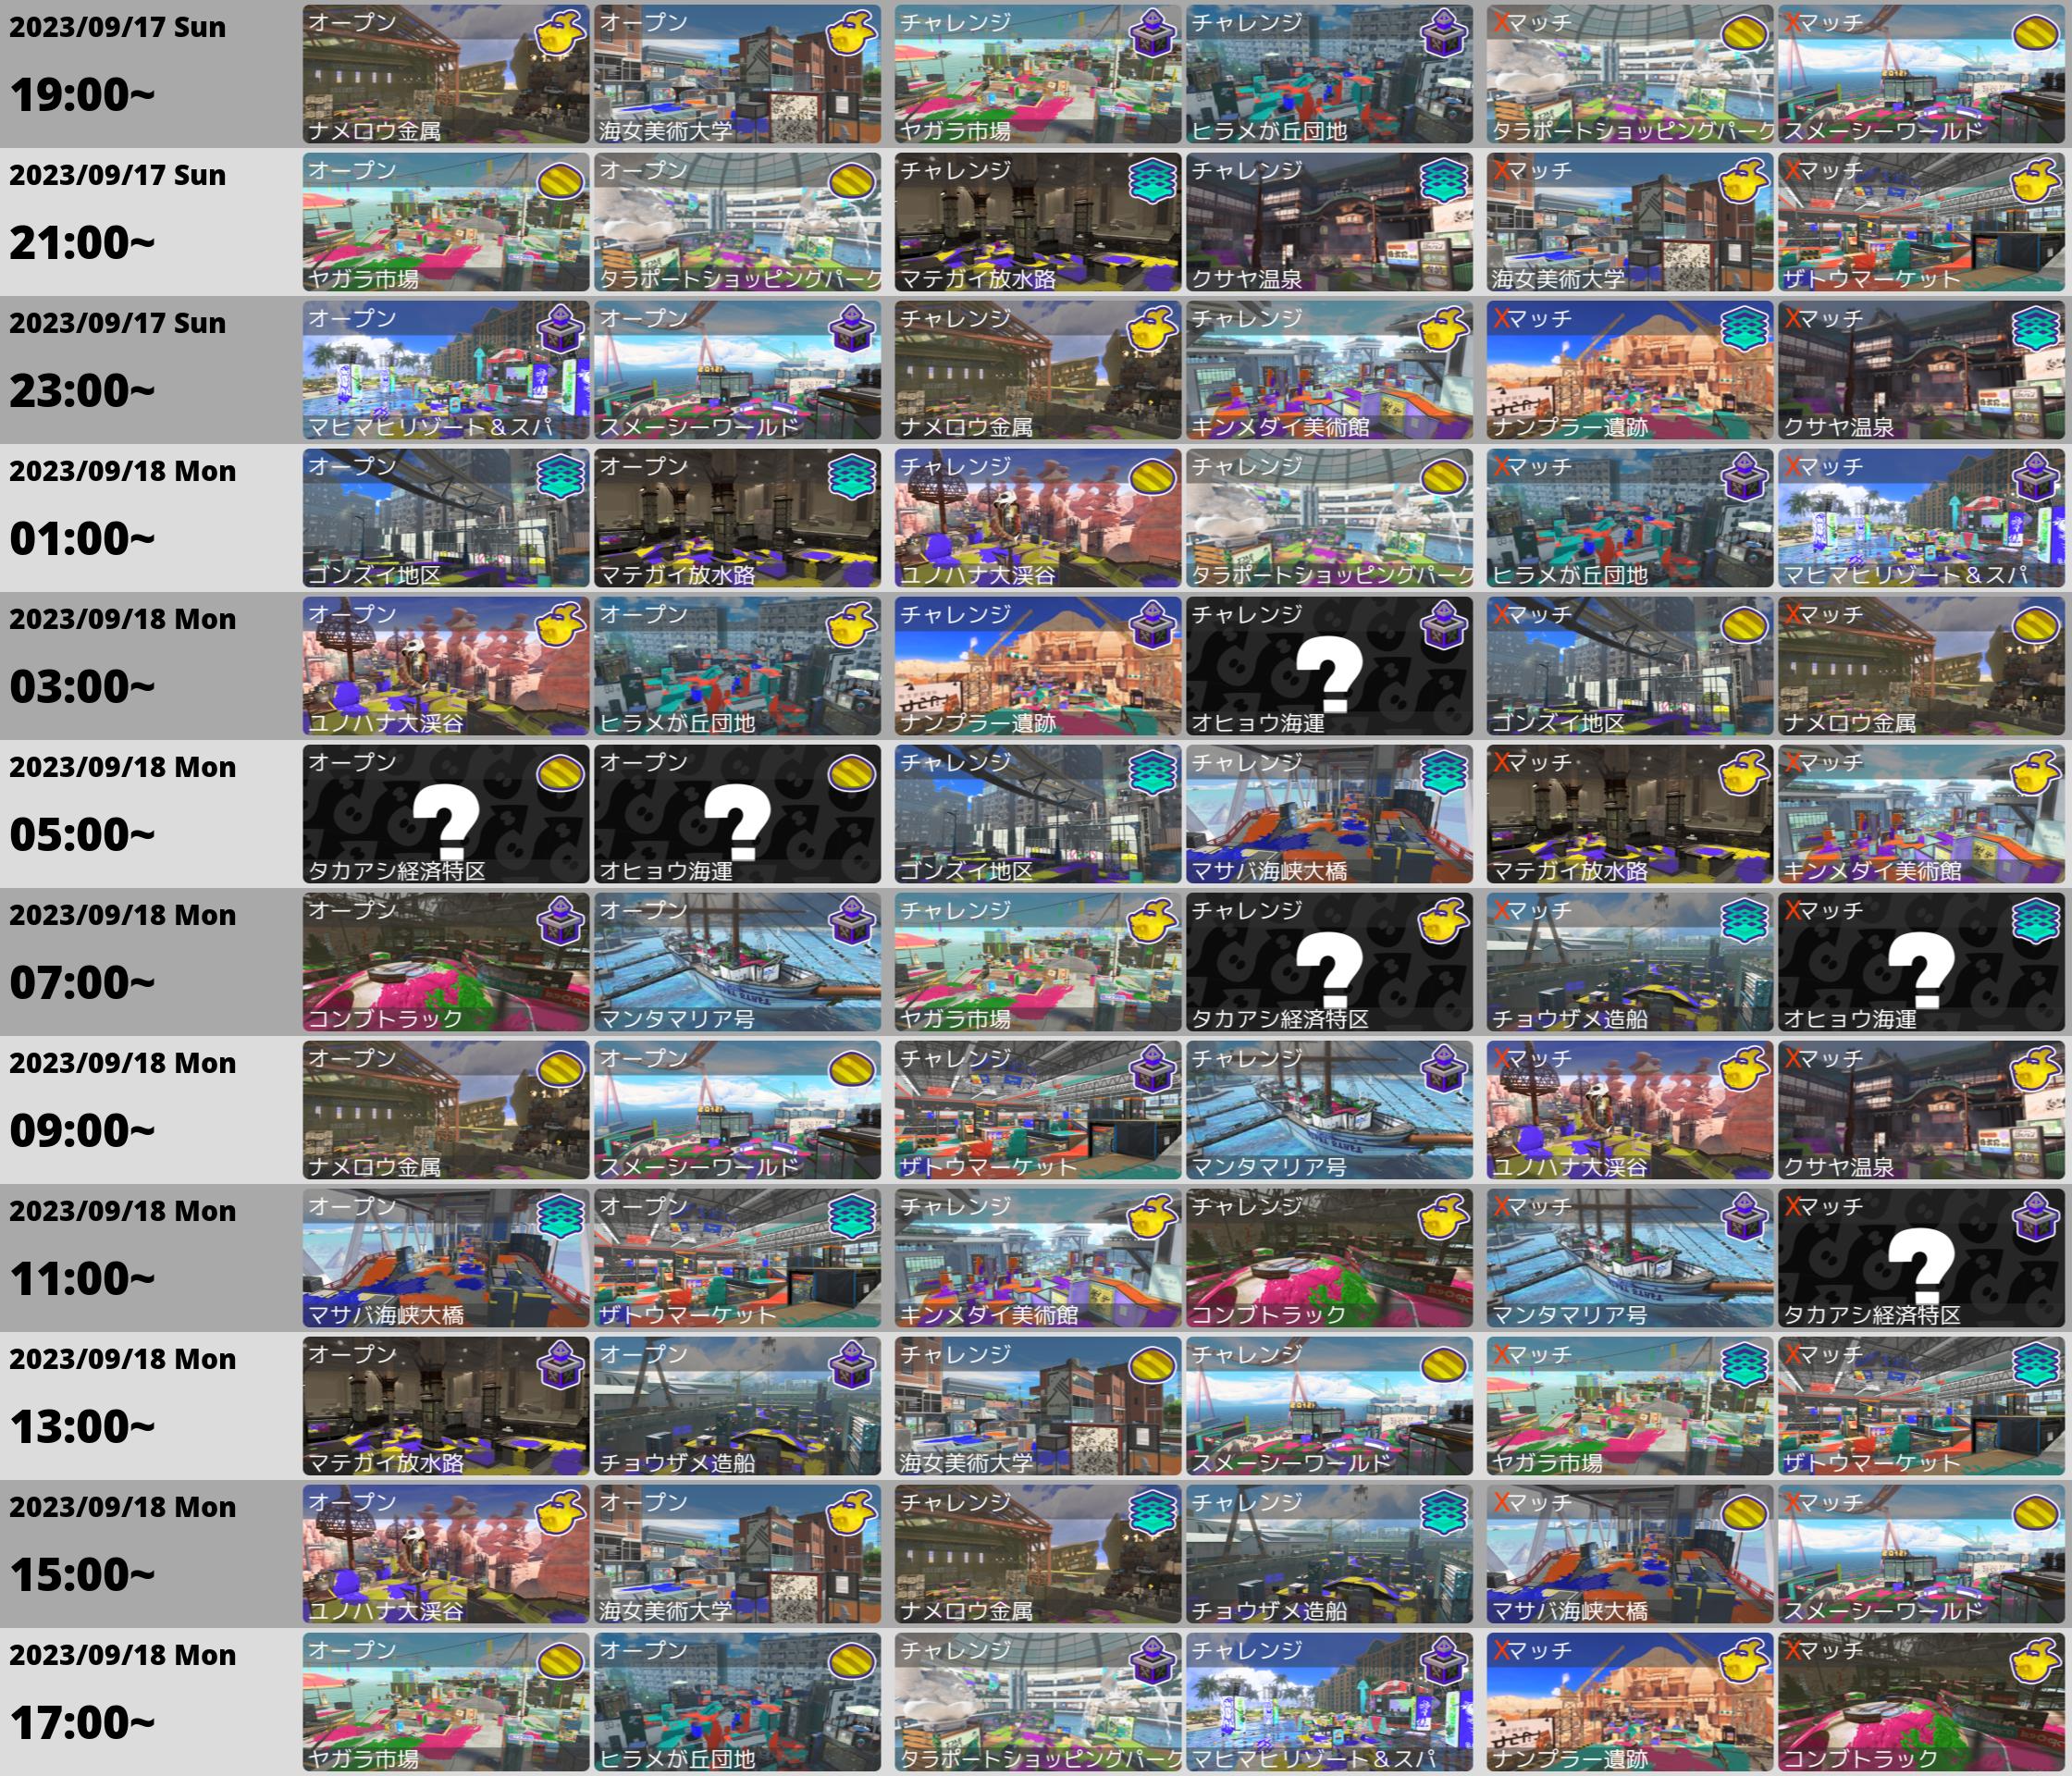 2023/09/17 Sun
19:00~
オープン オープン チャレンジ チャレンジ Xマッチ Xマッチ
ナメロウ金属 海女美術大学 ヤガラ市場 ヒラメが丘団地 タラポートショッピングパーク スメーシーワールド
2023/09/17 Sun
21:00~
オープン オープン チャレンジ チャレンジ Xマッチ Xマッチ
ヤガラ市場 タラポートショッピングパーク マテガイ放水路 クサヤ温泉 海女美術大学 ザトウマーケット
2023/09/17 Sun
23:00~
オープン オープン チャレンジ チャレンジ Xマッチ Xマッチ
マヒマヒリゾート＆スパ スメーシーワールド ナメロウ金属 キンメダイ美術館 ナンプラー遺跡 クサヤ温泉
2023/09/18 Mon
01:00~
オープン オープン チャレンジ チャレンジ Xマッチ Xマッチ
ゴンズイ地区 マテガイ放水路 ユノハナ大渓谷 タラポートショッピングパーク ヒラメが丘団地 マヒマヒリゾート＆スパ
2023/09/18 Mon
03:00~
オープン オープン チャレンジ チャレンジ Xマッチ Xマッチ
?
ユノハナ大渓谷 ヒラメが丘団地 ナンプラー遺跡 オヒョウ海運 ゴンズイ地区 ナメロウ金属
2023/09/18 Mon
05:00~
オープン オープン チャレンジ チャレンジ Xマッチ Xマッチ
? ?
タカアシ経済特区 オヒョウ海運 ゴンズイ地区 マサバ海峡大橋 マテガイ放水路 キンメダイ美術館
2023/09/18 Mon
07:00~
オープン オープン チャレンジ チャレンジ Xマッチ Xマッチ
? ?
コンブトラック マンタマリア号 ヤガラ市場 タカアシ経済特区 チョウザメ造船 オヒョウ海運
2023/09/18 Mon
09:00~
オープン オープン チャレンジ チャレンジ Xマッチ Xマッチ
ナメロウ金属 スメーシーワールド ザトウマーケット マンタマリア号 ユノハナ大渓谷 クサヤ温泉
2023/09/18 Mon
11:00~
オープン オープン チャレンジ チャレンジ Xマッチ Xマッチ
?
マサバ海峡大橋 ザトウマーケット キンメダイ美術館 コンブトラック マンタマリア号 タカアシ経済特区
2023/09/18 Mon
13:00~
オープン オープン チャレンジ チャレンジ Xマッチ Xマッチ
マテガイ放水路 チョウザメ造船 海女美術大学 スメーシーワールド ヤガラ市場 ザトウマーケット
2023/09/18 Mon
15:00~
オープン オープン チャレンジ チャレンジ Xマッチ Xマッチ
ユノハナ大渓谷 海女美術大学 ナメロウ金属 チョウザメ造船 マサバ海峡大橋 スメーシーワールド
2023/09/18 Mon
17:00~
オープン オープン チャレンジ チャレンジ Xマッチ Xマッチ
ヤガラ市場 ヒラメが丘団地 タラポートショッピングパーク マヒマヒリゾート＆スパ ナンプラー遺跡 コンブトラック